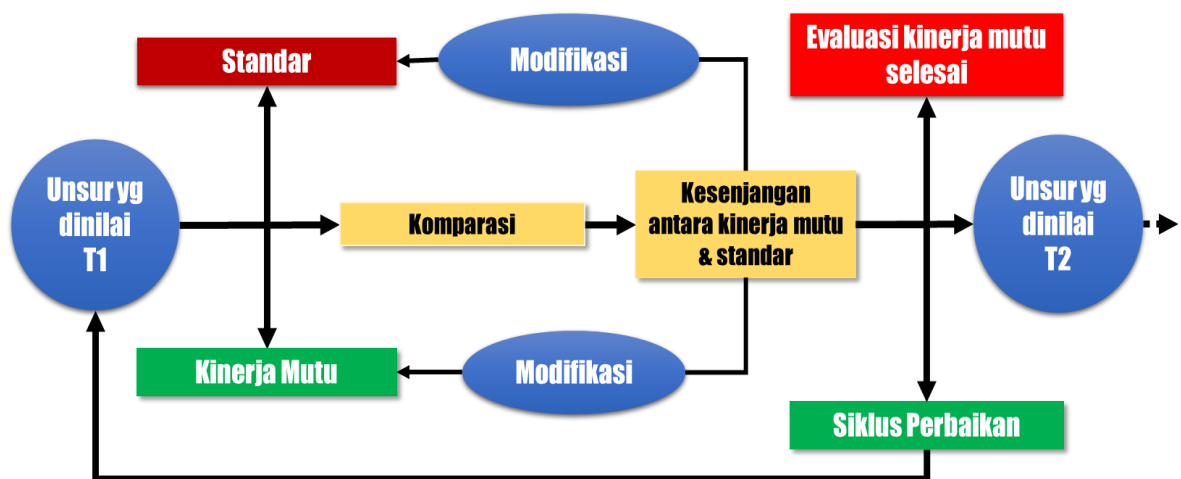 Standar
Modifikasi
Evaluasi kinerja mutu
selesai
Unsur yg
dinilai
T1
Komparasi
Kesenjangan
antara kinerja mutu
& standar
Unsur yg
dinilai
T2
Kinerja Mutu
Modifikasi
Siklus Perbaikan